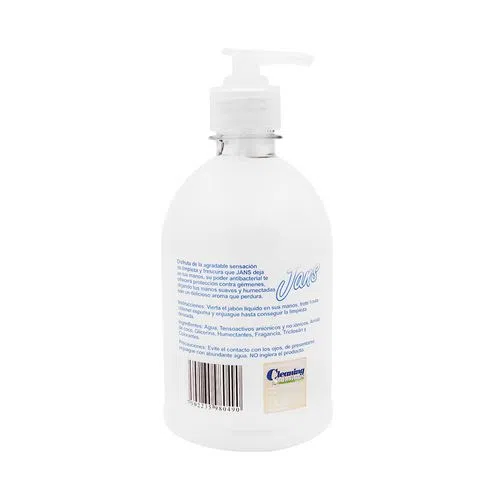 Disfruta de la agradable sensación
de limpieza y frescura que JANS deja
en sus manos, su poder antibacterial te
ofrecerá protección contra gérmenes,
dejando tus manos suaves y humectadas
con un delicioso aroma que perdura.
Jans
Instrucciones: Vierta el jabón líquido en sus manos, frote hasta
obtener espuma y enjuague hasta conseguir la limpieza
deseada.
Ingredientes: Agua, Tensoactivos aniónicos y no iónicos,
de coco, Glicerina, Humectantes, Fragancia, Triclosán y
Colorantes.
Precauciones: Evite el contacto con los ojos, de presentarse
enjuague con abundante agua. NO ingiera el producto.
Cleaning